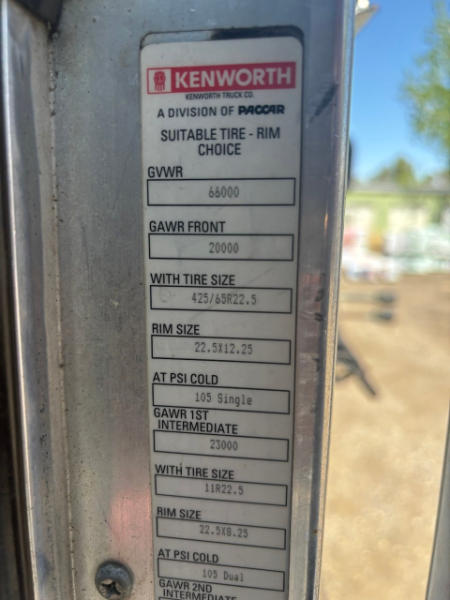 KENWORTH
KENWORTH TRUCK CO.
A DIVISION OF PACCAR
SUITABLE TIRE - RIM
CHOICE
GVWR
66000
GAWR FRONT
20000
WITH TIRE SIZE
425/65R22.5
RIM SIZE
22.5X12.25
AT PSI COLD
105 Single
GAWR 1ST
INTERMEDIATE
23000
WITH TIRE SIZE
11R22.5
RIM SIZE
22.5X8.25
AT PSI COLD
105 Dual
GAWR 2ND
INTERMEDIATE